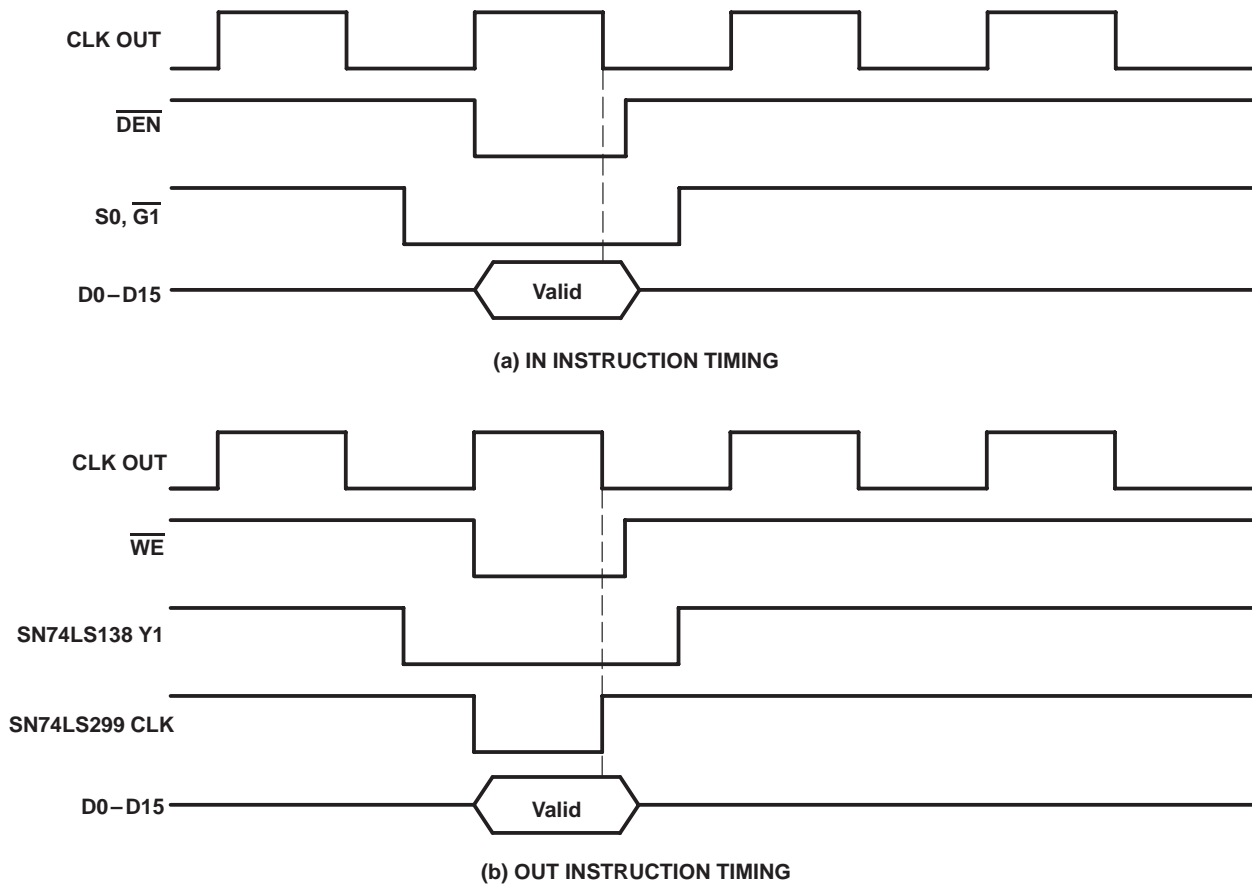 CLK OUT
DEN
S0, G1
D0–D15
Valid
(a) IN INSTRUCTION TIMING
CLK OUT
WE
SN74LS138 Y1
SN74LS299 CLK
D0–D15
Valid
(b) OUT INSTRUCTION TIMING